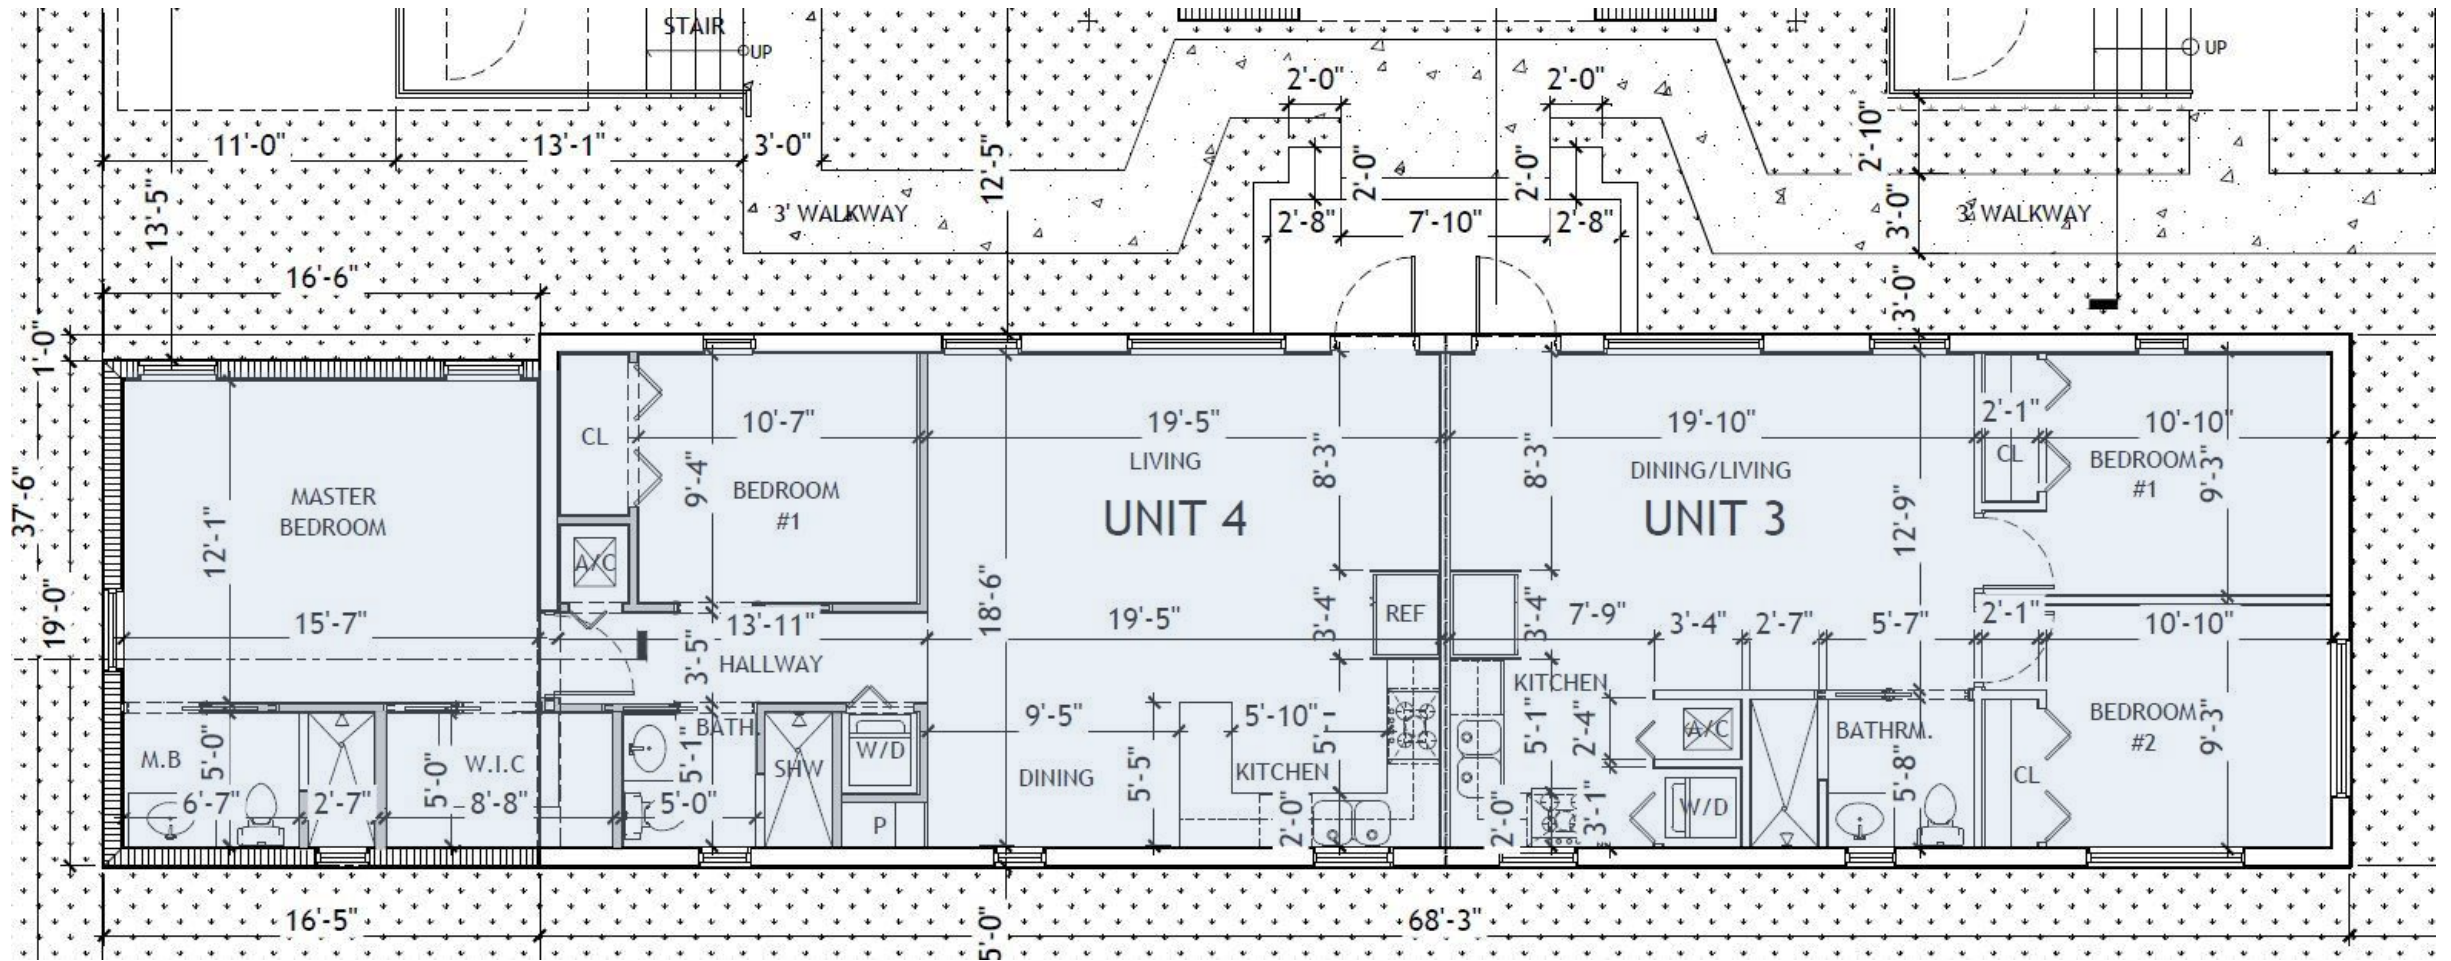 STAIR
UP
UP
2'-0"
2'-0"
2'-10"
11'-0"
13'-1"
3'-0"
12'-5"
2'-0"
2'-0"
13'-5"
3' WALKWAY
2'-8"
7'-10"
2'-8"
3'-0"
3' WALKWAY
16'-6"
3'-0"
1'-0"
CL
10'-7"
19'-5"
19'-10"
2'-1"
10'-10"
9'-4"
LIVING
8'-3"
8'-3"
DINING/LIVING
CL
BEDROOM
#1
9'-3"
MASTER
BEDROOM
BEDROOM
#1
UNIT 4
UNIT 3
37'-6"
12'-1"
12'-9"
A/C
19'-0"
18'-6"
15'-7"
13'-11"
19'-5"
3'-4"
REF
3'-4"
7'-9"
3'-4"
2'-7"
5'-7"
2'-1"
10'-10"
3'-5"
HALLWAY
KITCHEN
M.B
5'-0"
W.I.C
5'-0"
BATH.
5'-1"
SHW
W/D
9'-5"
5'-10"
5'-1
5'-1"
2'-4"
A/C
BATHRM.
BEDROOM
#2
9'-3"
6'-7"
2'-7"
8'-8"
5'-0"
P
DINING
5'-5"
KITCHEN
2'-0"
2'-0"
3'-1"
W/D
5'-8"
CL
16'-5"
5'-0"
68'-3"